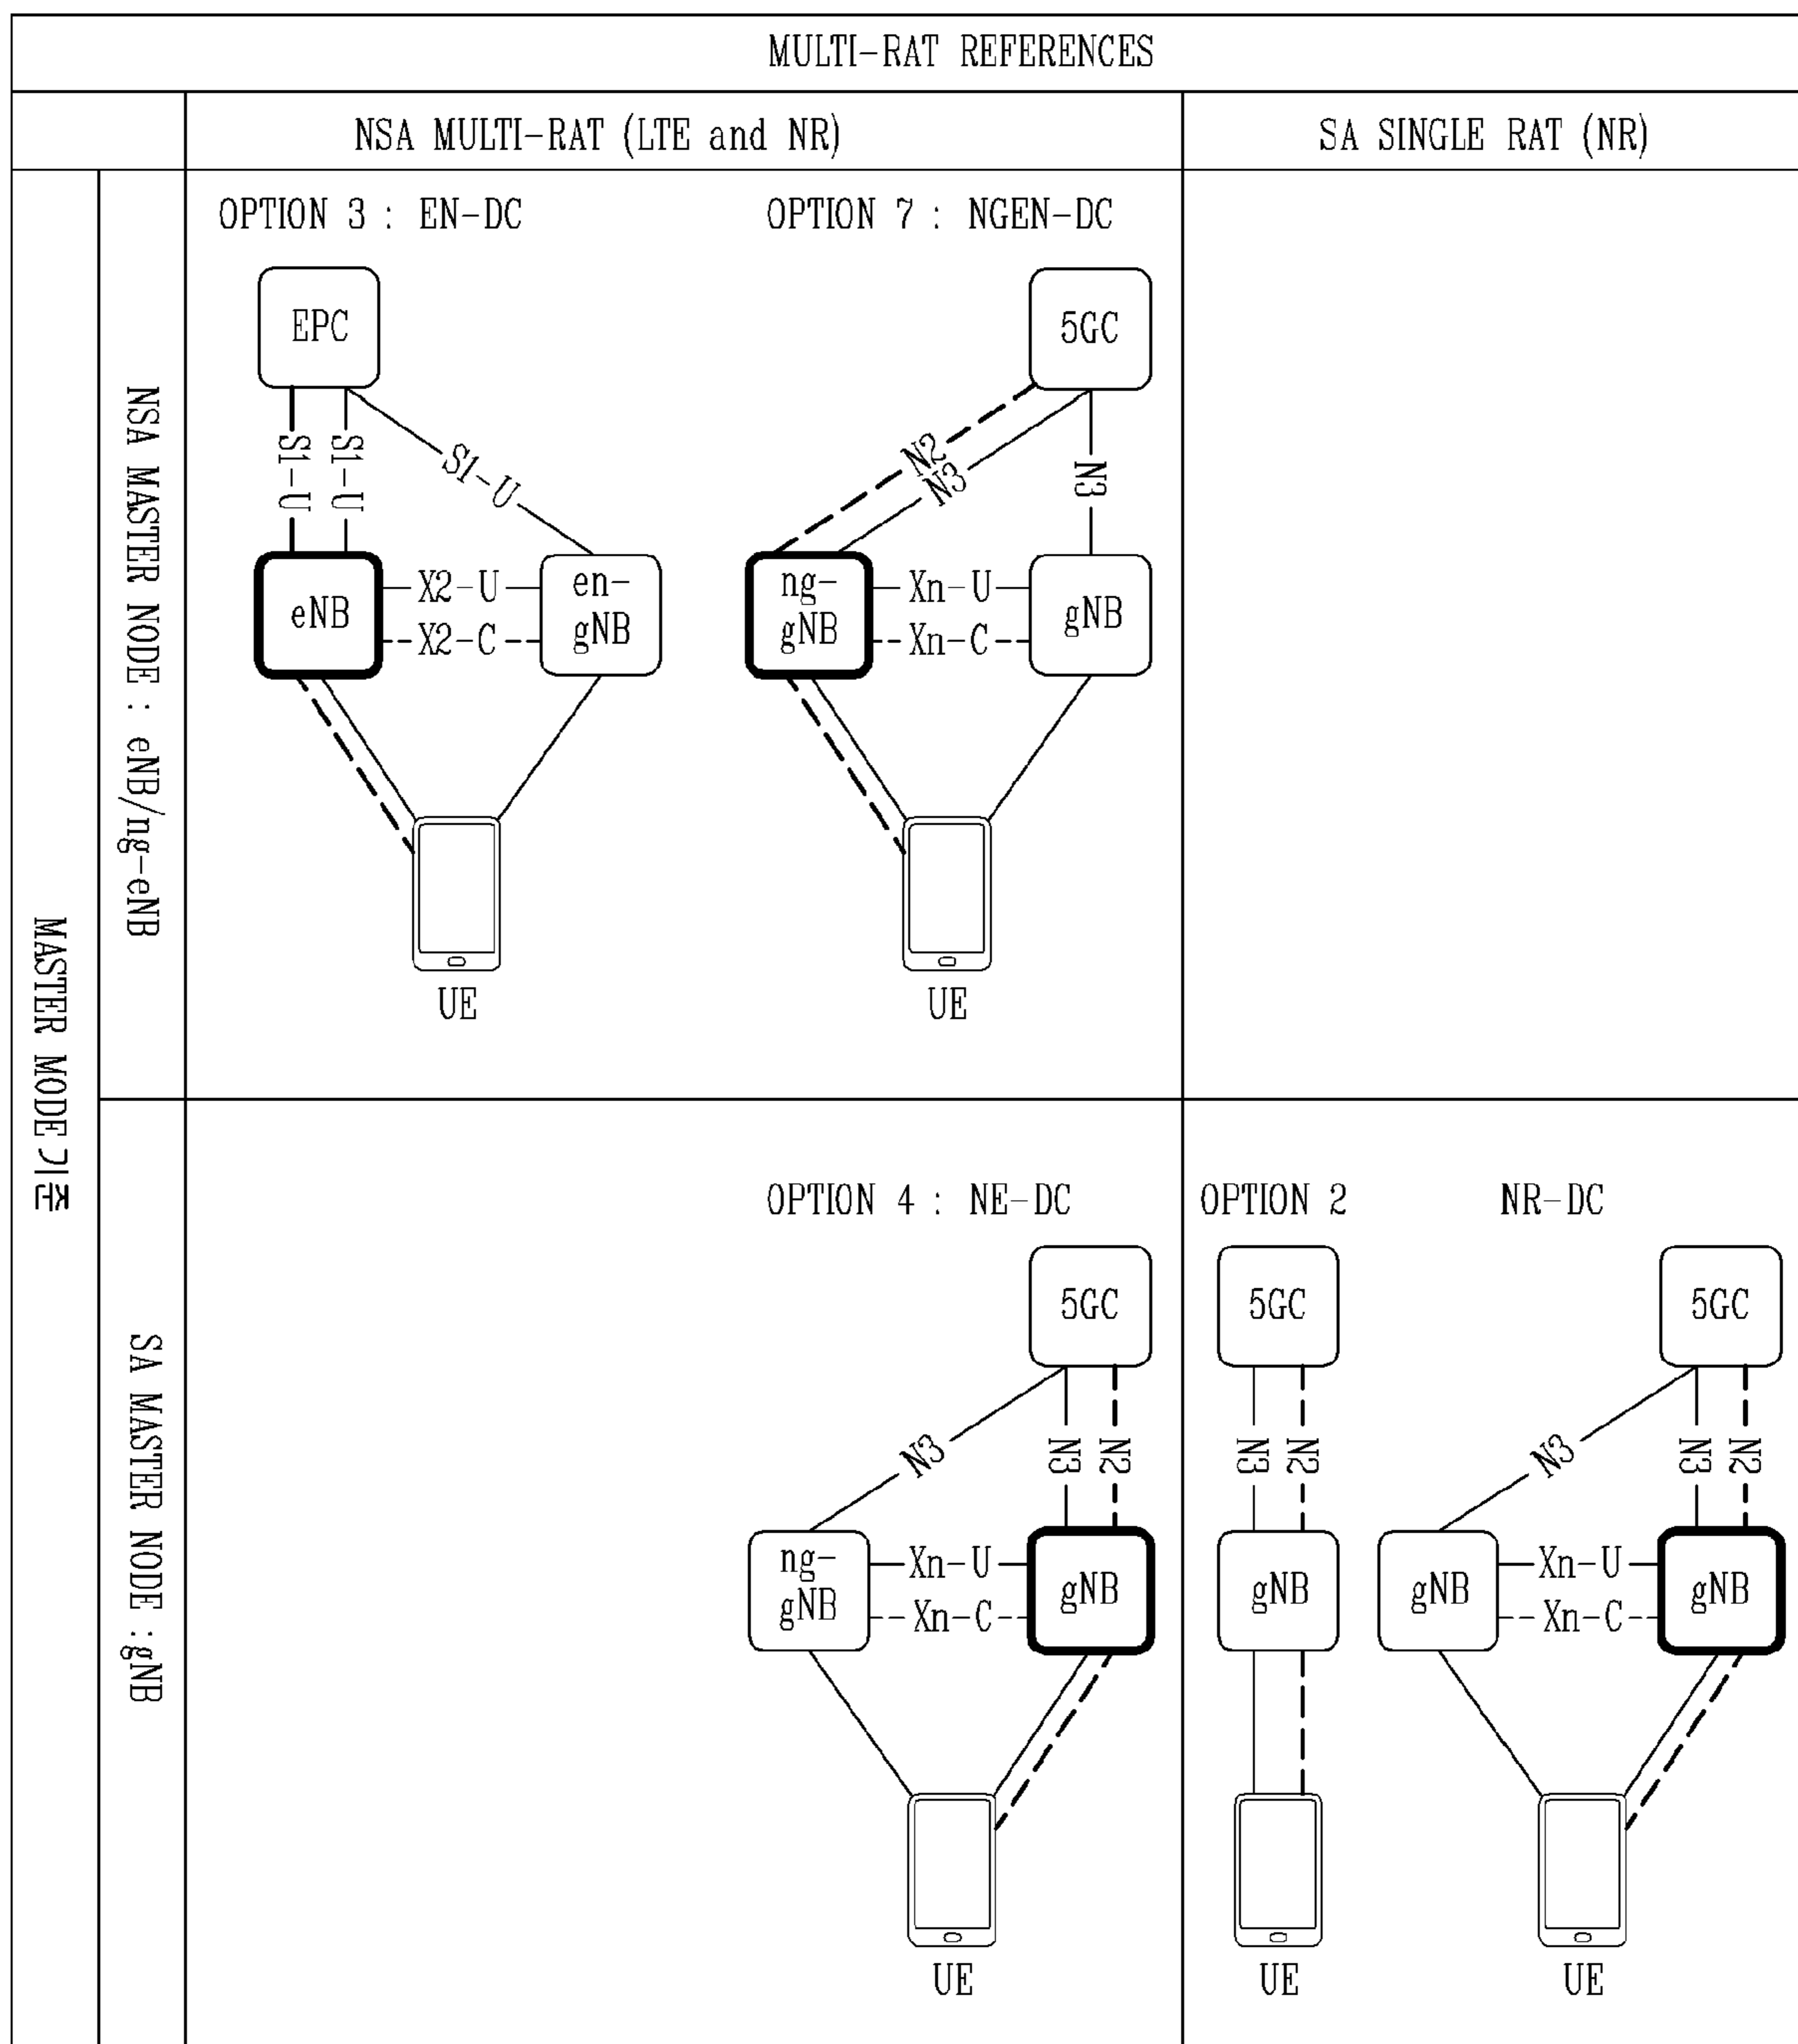 MULTI-RAT REFERENCES
NSA MULTI-RAT (LTE and NR)
SA SINGLE RAT (NR)
MASTER MODE 기준
NSA MASTER NODE : eNB/ng-eNB
OPTION 3 : EN-DC
EPC
S1-U
S1-U
S1-U
eNB
X2-U
X2-C
en-
gNB
UE
OPTION 7 : NGEN-DC
5GC
N2
N3
N3
ng-
gNB
Xn-U
Xn-C
gNB
UE
SA MASTER NODE : gNB
OPTION 4 : NE-DC
5GC
N3
N3
N2
ng-
gNB
Xn-U
Xn-C
gNB
UE
OPTION 2
5GC
N3
N2
gNB
UE
NR-DC
5GC
N3
N3
N2
gNB
Xn-U
Xn-C
gNB
UE